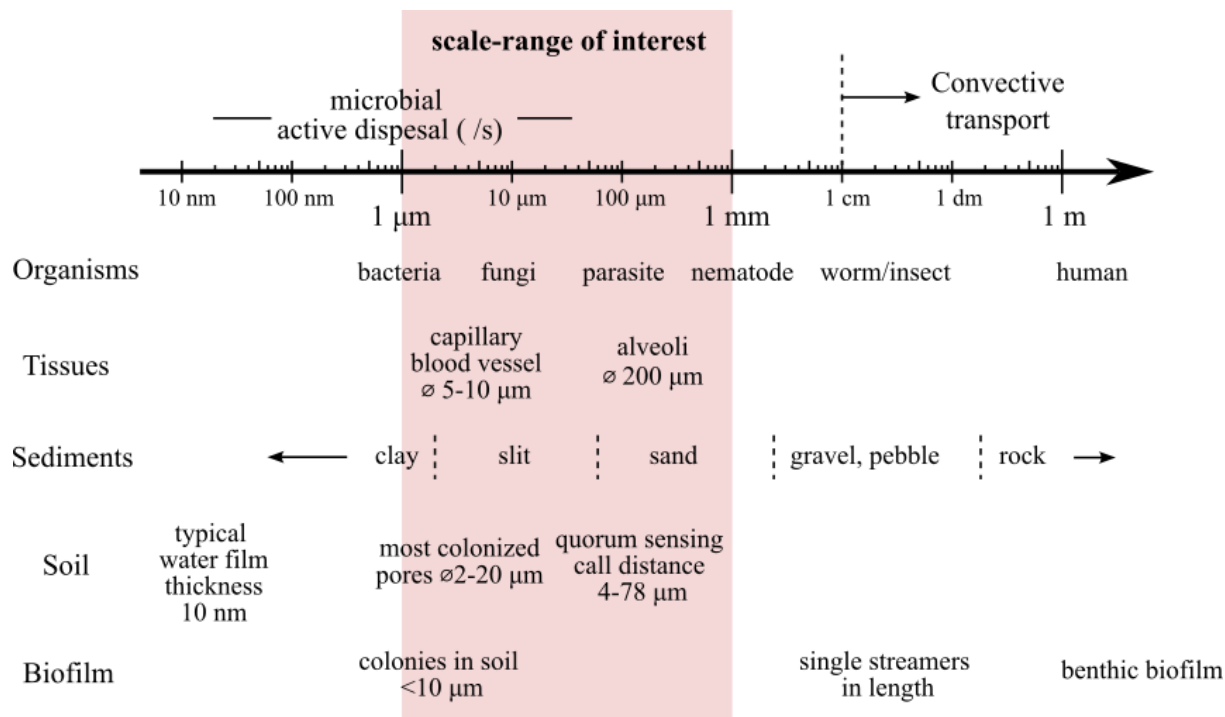 scale-range of interest
microbial
active dispesal ( /s)
Convective
transport
10 nm
100 nm
1 μm
10 μm
100 μm
1 mm
1 cm
1 dm
1 m
Organisms
bacteria
fungi
parasite
nematode
worm/insect
human
Tissues
capillary
blood vessel
⌀ 5-10 μm
alveoli
⌀ 200 μm
Sediments
clay
slit
sand
gravel, pebble
rock
Soil
typical
water film
thickness
10 nm
most colonized
pores ⌀2-20 μm
quorum sensing
call distance
4-78 μm
Biofilm
colonies in soil
<10 μm
single streamers
in length
benthic biofilm